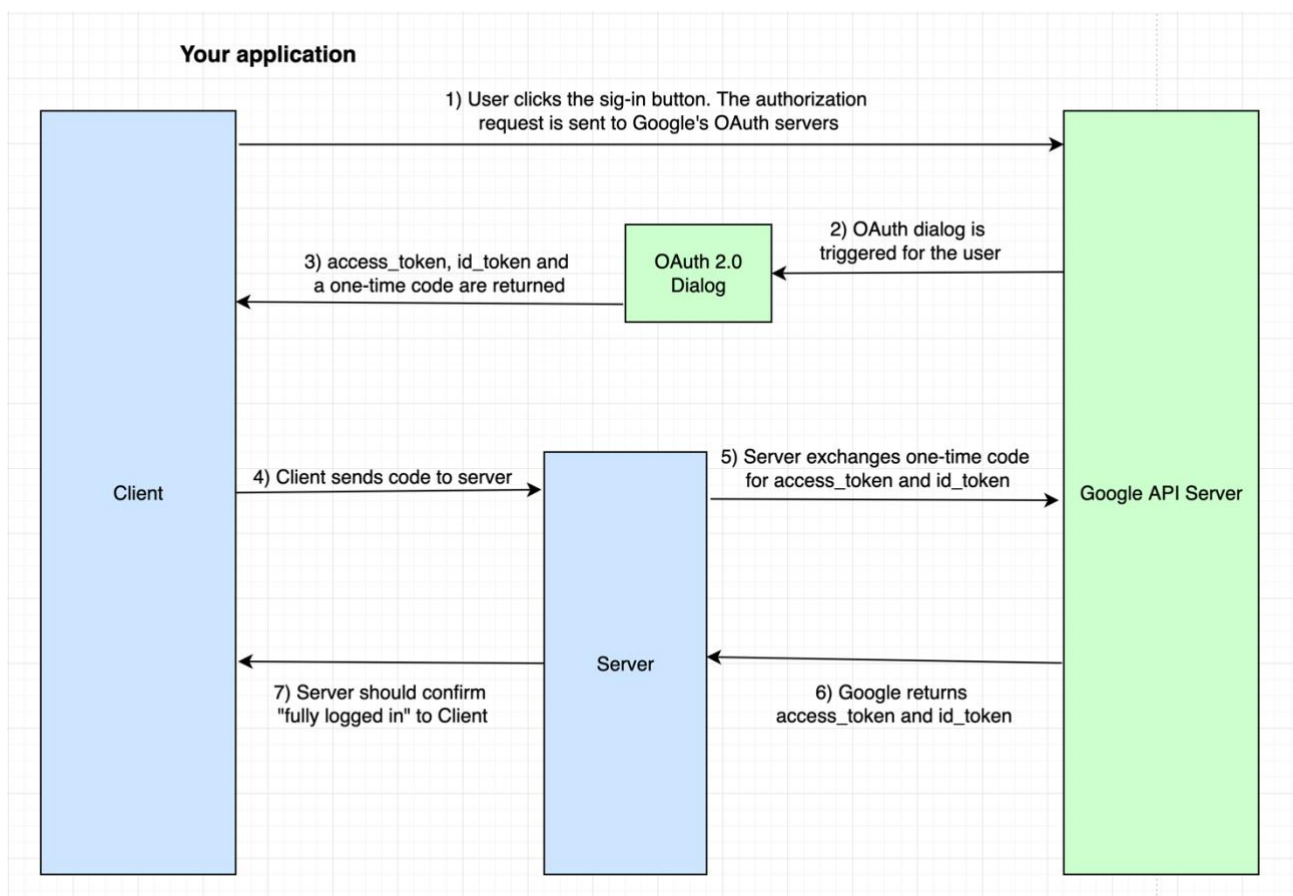 Your application
1) User clicks the sig-in button. The authorization
request is sent to Google's OAuth servers
2) OAuth dialog is
triggered for the user
OAuth 2.0
Dialog
3) access_token, id_token and
a one-time code are returned
4) Client sends code to server
5) Server exchanges one-time code
for access_token and id_token
Client
Google API Server
Server
6) Google returns
access_token and id_token
7) Server should confirm
"fully logged in" to Client